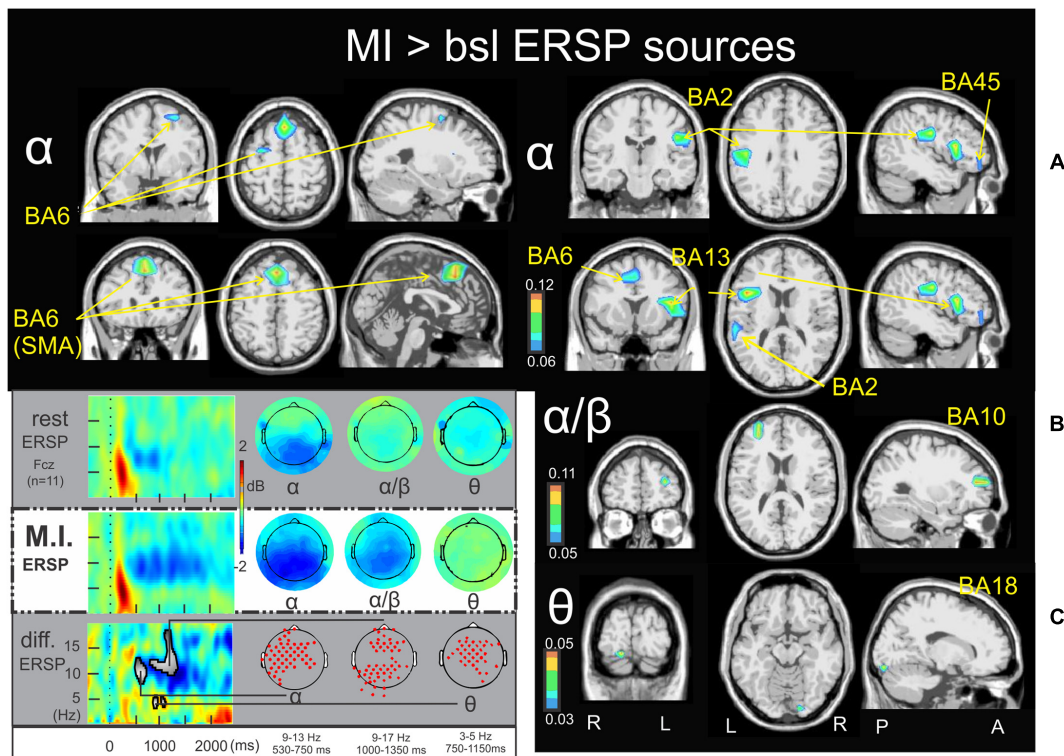 MI > bsl ERSP sources
α
BA6
BA6
(SMA)
α
BA2
BA45
A
BA6
BA13
0.12
0.06
BA2
rest
ERSP
Fcz
(n=11)
2
dB
-2
α
α/β
θ
M.I.
ERSP
α
α/β
θ
diff.
ERSP
15
10
5
(Hz)
α
θ
0
1000
2000 (ms)
9-13 Hz
530-750 ms
9-17 Hz
1000-1350 ms
3-5 Hz
750-1150ms
α/β
BA10
B
0.11
0.05
θ
BA18
C
0.05
0.03
R
L
L
R
P
A